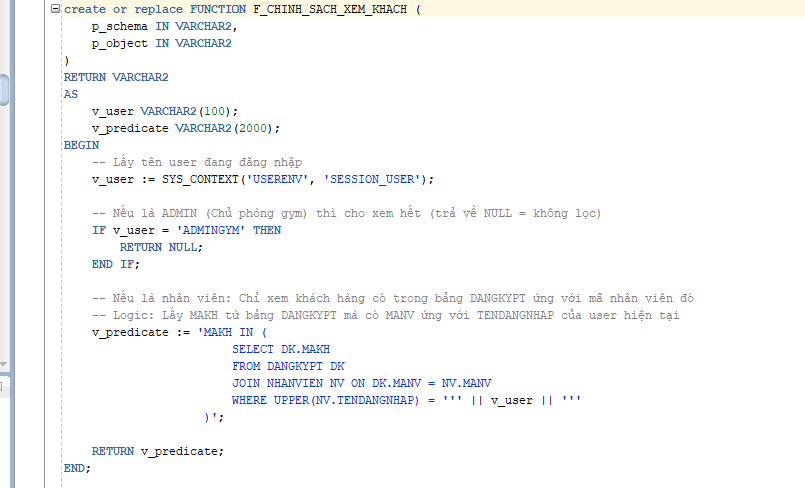 create or replace FUNCTION F_CHINH_SACH_XEM_KHACH (
    p_schema IN VARCHAR2,
    p_object IN VARCHAR2
)
RETURN VARCHAR2
AS
    v_user VARCHAR2(100);
    v_predicate VARCHAR2(2000);
BEGIN
    -- Lấy tên user đang đăng nhập
    v_user := SYS_CONTEXT('USERENV', 'SESSION_USER');

    -- Nếu là ADMIN (Chủ phòng gym) thì cho xem hết (trả về NULL = không lọc)
    IF v_user = 'ADMINGYM' THEN
        RETURN NULL;
    END IF;

    -- Nếu là nhân viên: Chỉ xem khách hàng có trong bảng DANGKYPT ứng với mã nhân viên đó
    -- Logic: Lấy MAKH từ bảng DANGKYPT mà có MANV ứng với TENDANGNHAP của user hiện tại
    v_predicate := 'MAKH IN (
                        SELECT DK.MAKH
                        FROM DANGKYPT DK
                        JOIN NHANVIEN NV ON DK.MANV = NV.MANV
                        WHERE UPPER(NV.TENDANGNHAP) = ''' || v_user || '''
                    )';

    RETURN v_predicate;
END;